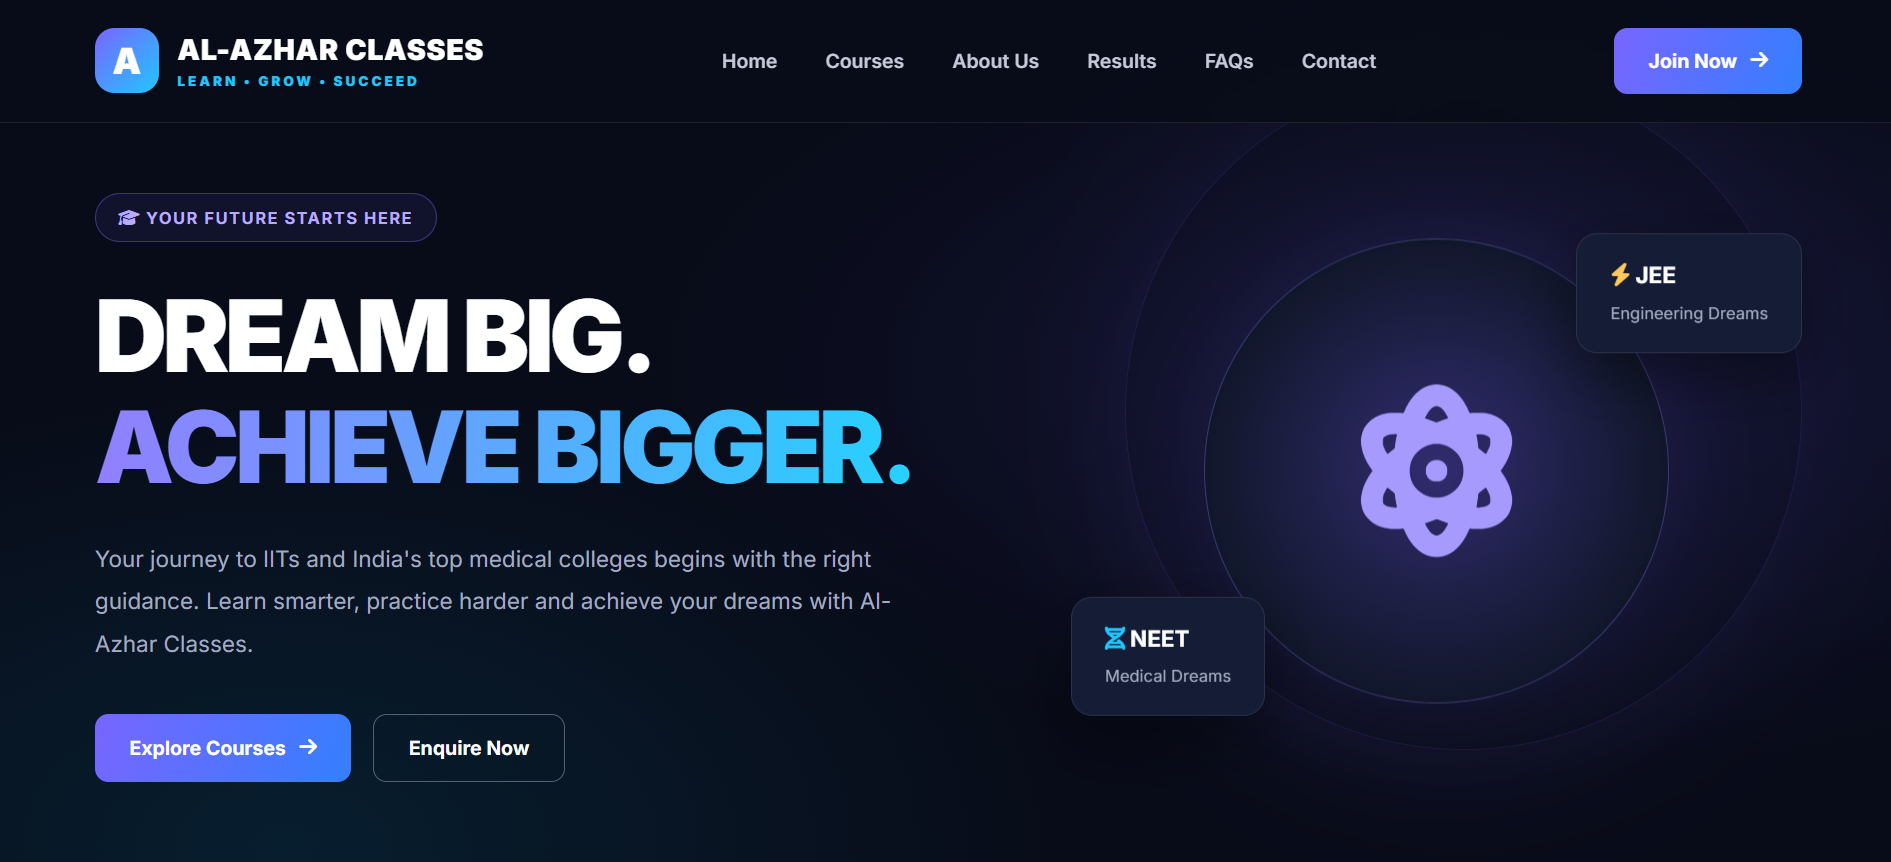 A
AL-AZHAR CLASSES
LEARN • GROW • SUCCEED
Home
Courses
About Us
Results
FAQs
Contact
Join Now →
YOUR FUTURE STARTS HERE
DREAM BIG.
ACHIEVE BIGGER.
Your journey to IITs and India's top medical colleges begins with the right
guidance. Learn smarter, practice harder and achieve your dreams with Al-
Azhar Classes.
Explore Courses →
Enquire Now
JEE
Engineering Dreams
NEET
Medical Dreams